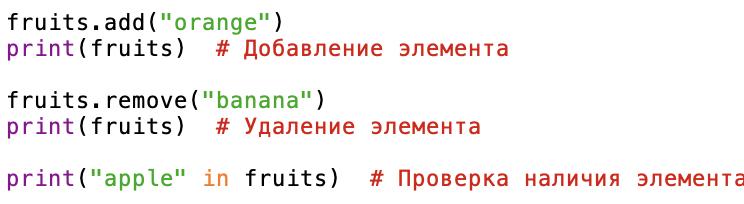 fruits.add("orange")
print(fruits)  # Добавление элемента
fruits.remove("banana")
print(fruits)  # Удаление элемента
print("apple" in fruits)  # Проверка наличия элемента